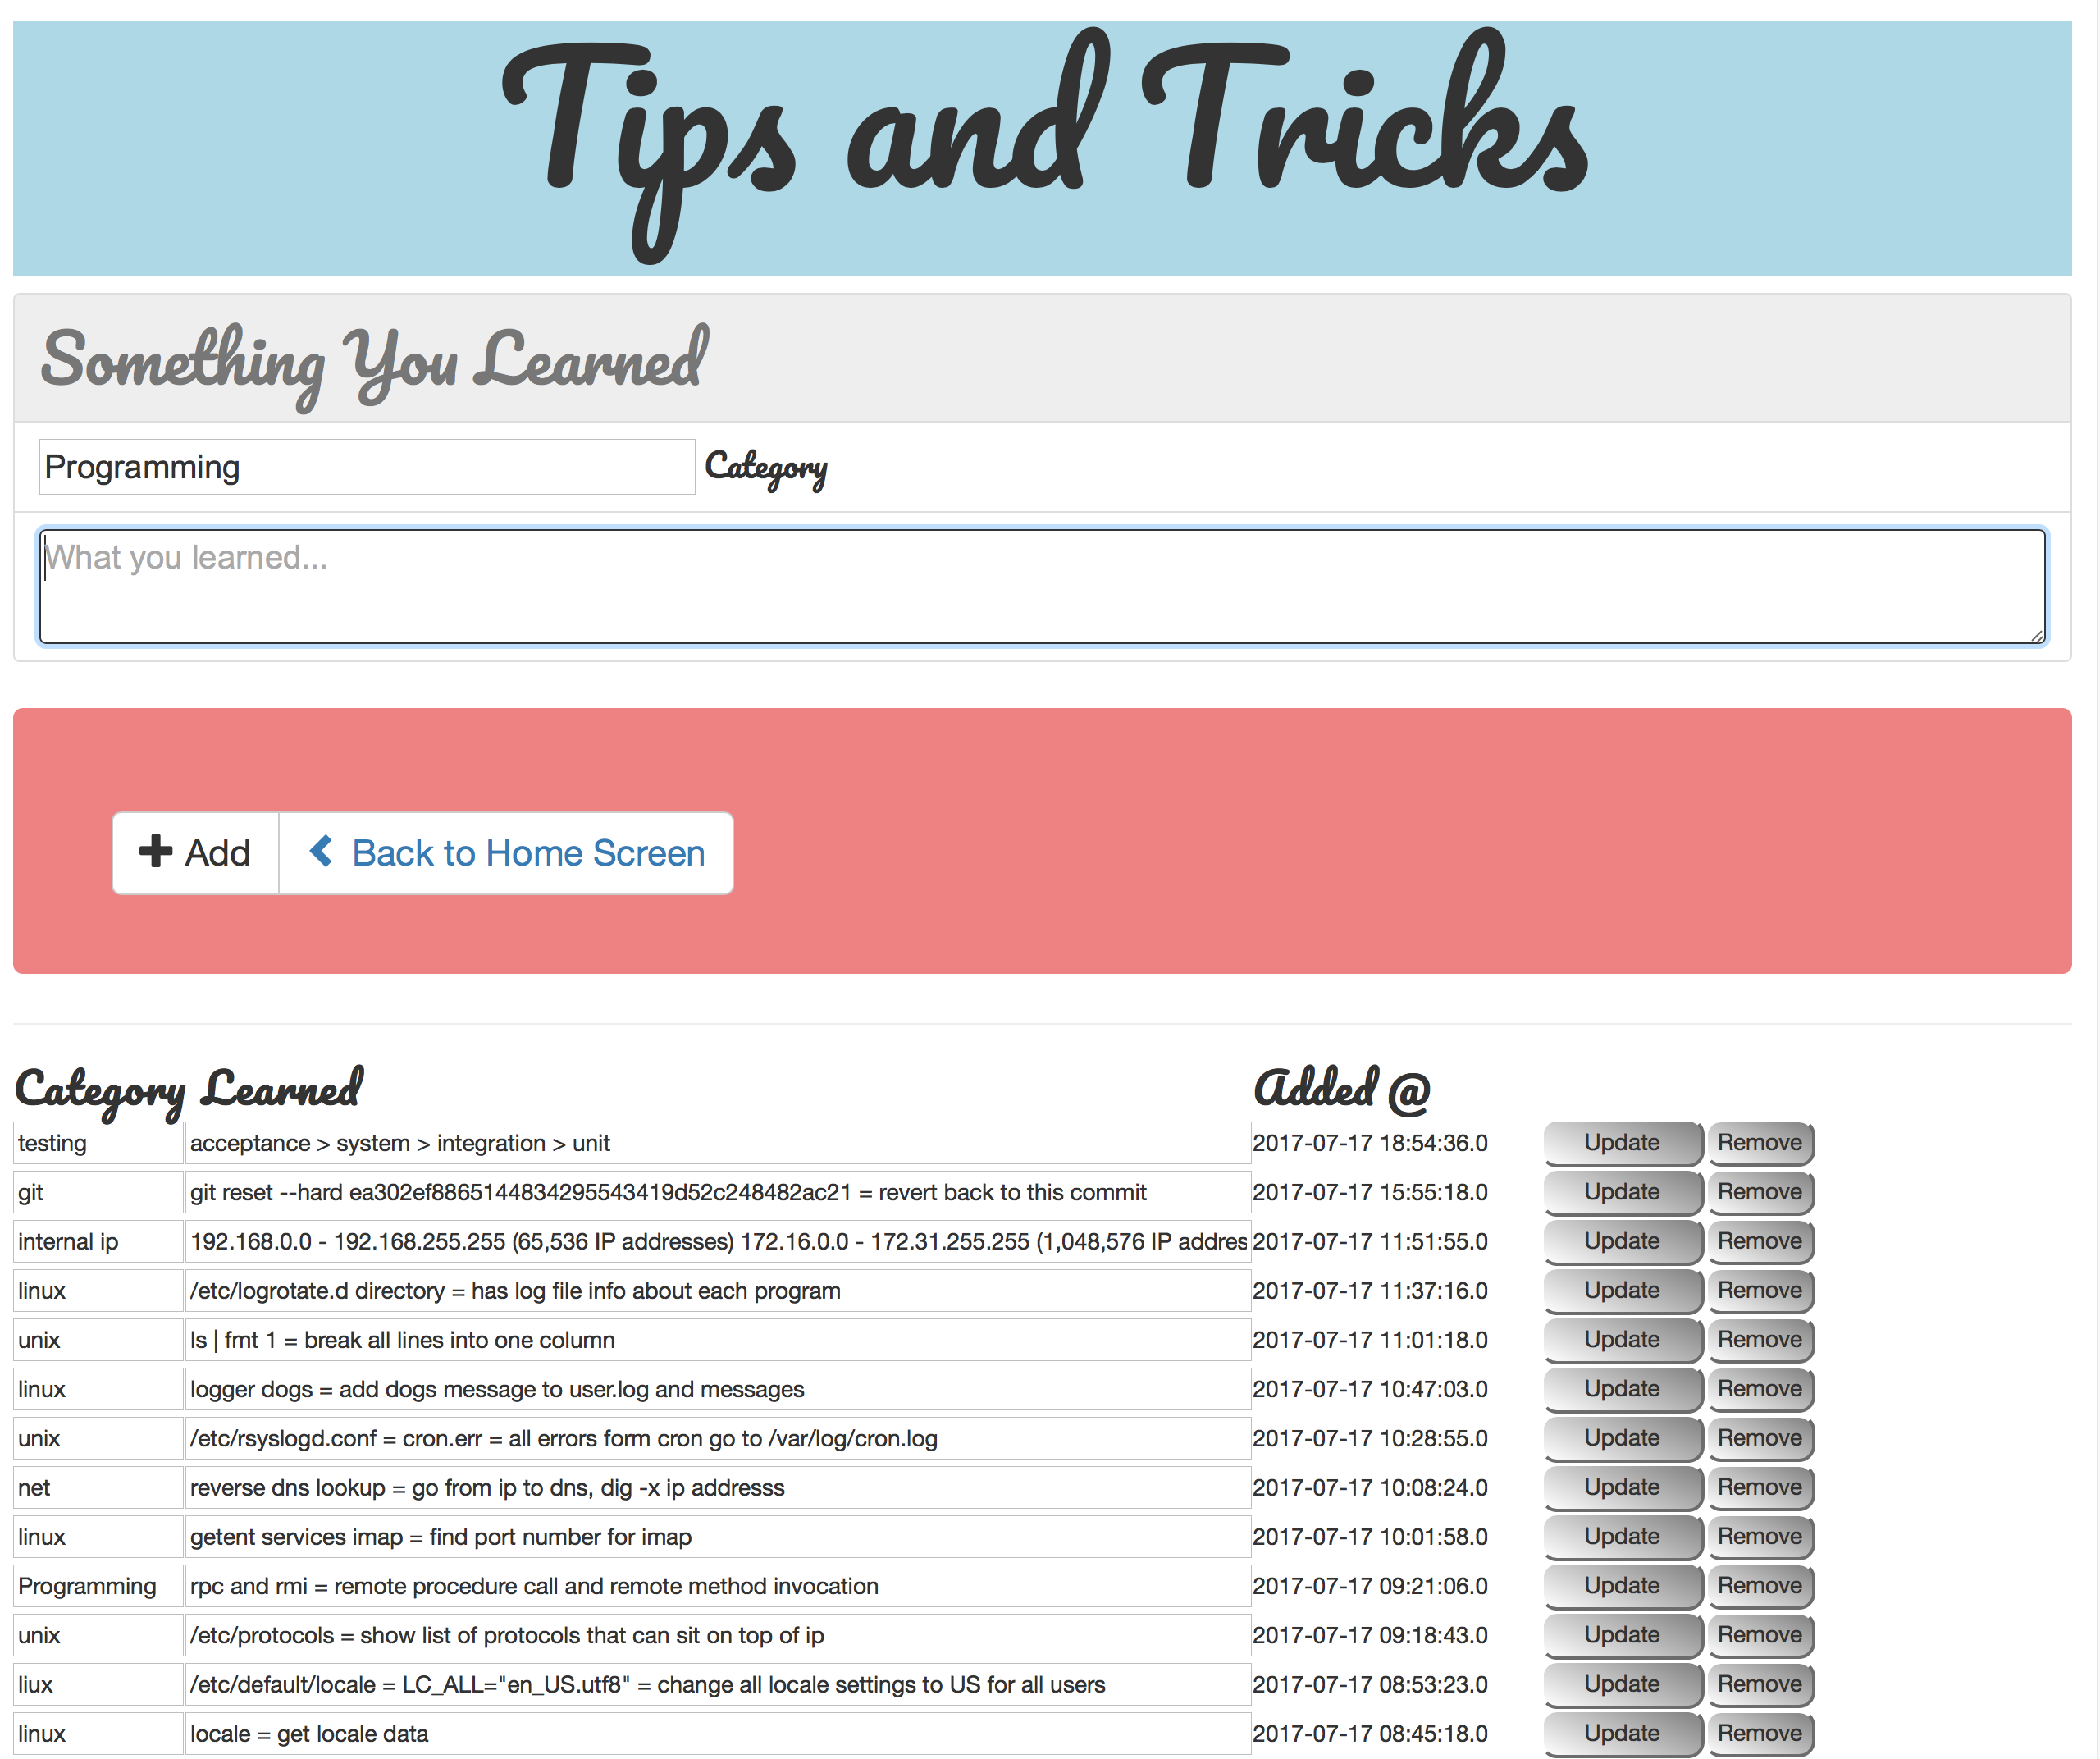 Tips and Tricks
Something You Learned
Programming Category
What you learned...
Add Back to Home Screen
Category Learned Added @
testing acceptance > system > integration > unit 2017-07-17 18:54:36.0 Update Remove
git git reset --hard ea302ef8865144834295543419d52c248482ac21 = revert back to this commit 2017-07-17 15:55:18.0 Update Remove
internal ip 192.168.0.0 - 192.168.255.255 (65,536 IP addresses) 172.16.0.0 - 172.31.255.255 (1,048,576 IP addres 2017-07-17 11:51:55.0 Update Remove
linux /etc/logrotate.d directory = has log file info about each program 2017-07-17 11:37:16.0 Update Remove
unix ls | fmt 1 = break all lines into one column 2017-07-17 11:01:18.0 Update Remove
linux logger dogs = add dogs message to user.log and messages 2017-07-17 10:47:03.0 Update Remove
unix /etc/rsyslogd.conf = cron.err = all errors form cron go to /var/log/cron.log 2017-07-17 10:28:55.0 Update Remove
net reverse dns lookup = go from ip to dns, dig -x ip addresss 2017-07-17 10:08:24.0 Update Remove
linux getent services imap = find port number for imap 2017-07-17 10:01:58.0 Update Remove
Programming rpc and rmi = remote procedure call and remote method invocation 2017-07-17 09:21:06.0 Update Remove
unix /etc/protocols = show list of protocols that can sit on top of ip 2017-07-17 09:18:43.0 Update Remove
liux /etc/default/locale = LC_ALL="en_US.utf8" = change all locale settings to US for all users 2017-07-17 08:53:23.0 Update Remove
linux locale = get locale data 2017-07-17 08:45:18.0 Update Remove